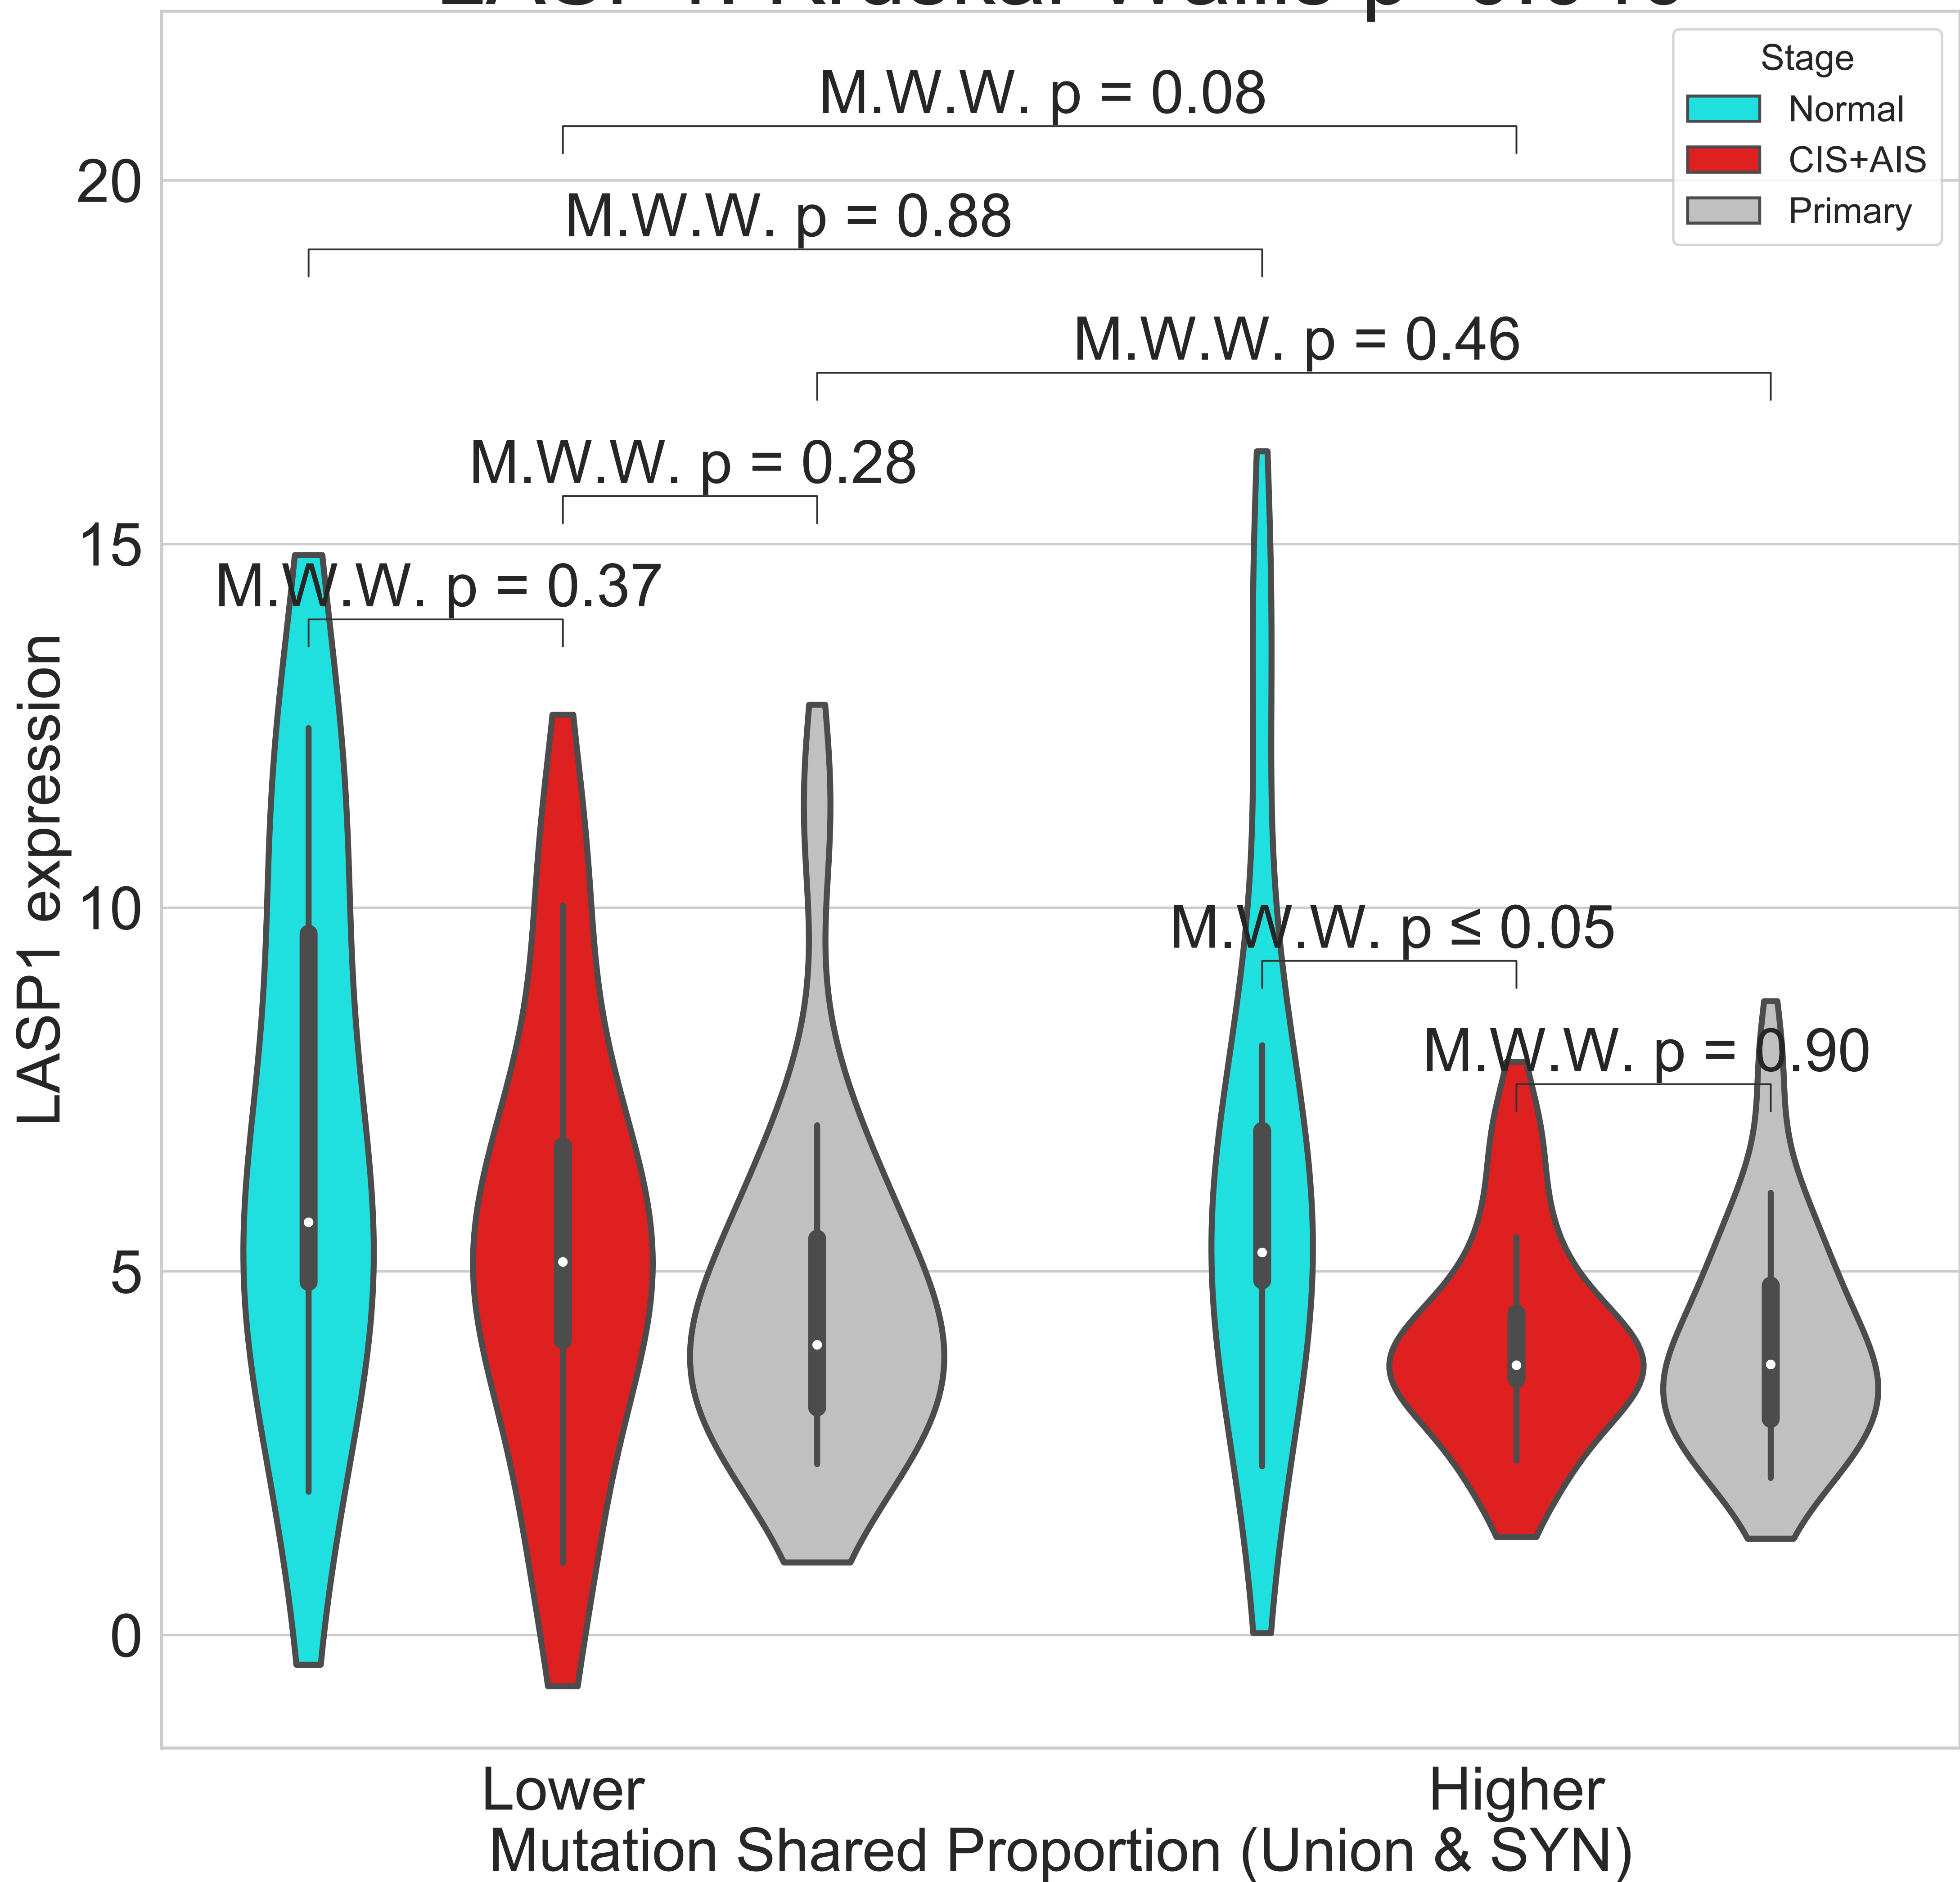 M.W.W. p = 0.08
M.W.W. p = 0.88
M.W.W. p = 0.46
M.W.W. p = 0.28
M.W.W. p = 0.37
M.W.W. p ≤ 0.05
M.W.W. p = 0.90
Stage
Normal
CIS+AIS
Primary
LASP1 expression
20
15
10
5
0
Lower
Higher
Mutation Shared Proportion (Union & SYN)